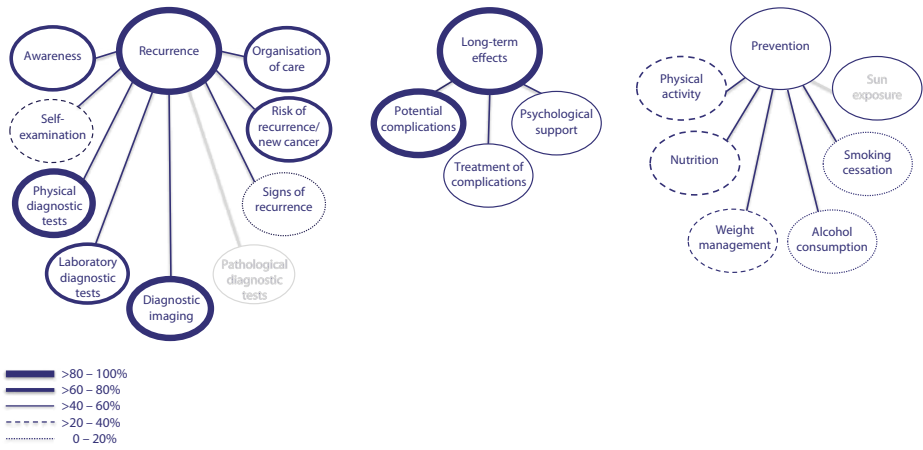 Recurrence
Awareness
Organisation
of care
Self-
examination
Risk of
recurrence/
new cancer
Physical
diagnostic
tests
Signs of
recurrence
Laboratory
diagnostic
tests
Pathological
diagnostic
tests
Diagnostic
imaging
Long-term
effects
Potential
complications
Psychological
support
Treatment of
complications
Prevention
Physical
activity
Sun
exposure
Nutrition
Smoking
cessation
Weight
management
Alcohol
consumption
>80 – 100%
>60 – 80%
>40 – 60%
>20 – 40%
0 – 20%